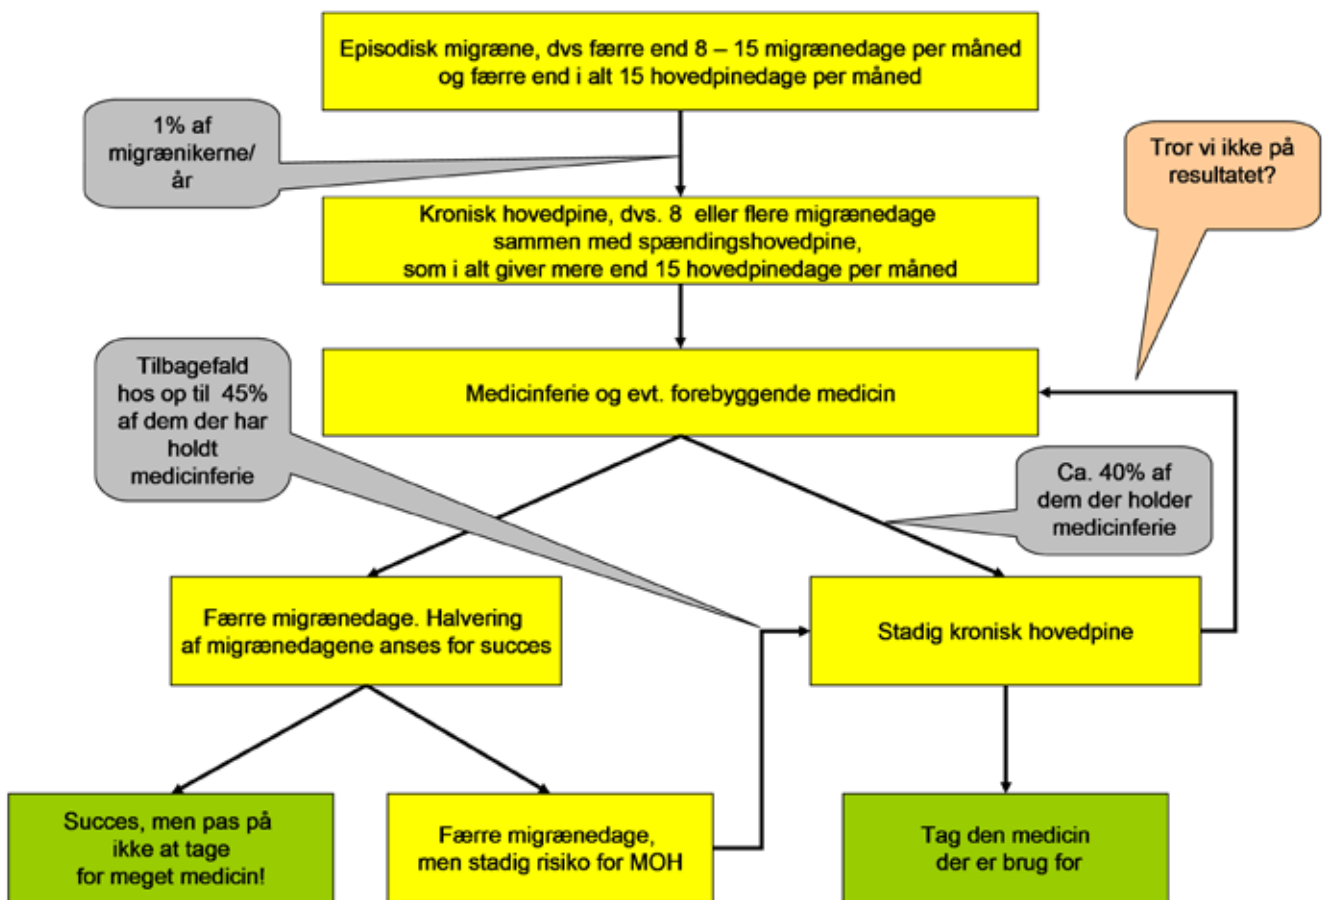 Episodisk migræne, dvs færre end 8 – 15 migrænedage per måned
og færre end i alt 15 hovedpinedage per måned
1% af
migrænikerne/
år
Tror vi ikke på
resultatet?
Kronisk hovedpine, dvs. 8 eller flere migrænedage
sammen med spændingshovedpine,
som i alt giver mere end 15 hovedpinedage per måned
Tilbagefald
hos op til 45%
af dem der har
holdt
medicinferie
Medicinferie og evt. forebyggende medicin
Ca. 40% af
dem der holder
medicinferie
Færre migrænedage. Halvering
af migrænedagene anses for succes
Stadig kronisk hovedpine
Succes, men pas på
ikke at tage
for meget medicin!
Færre migrænedage,
men stadig risiko for MOH
Tag den medicin
der er brug for